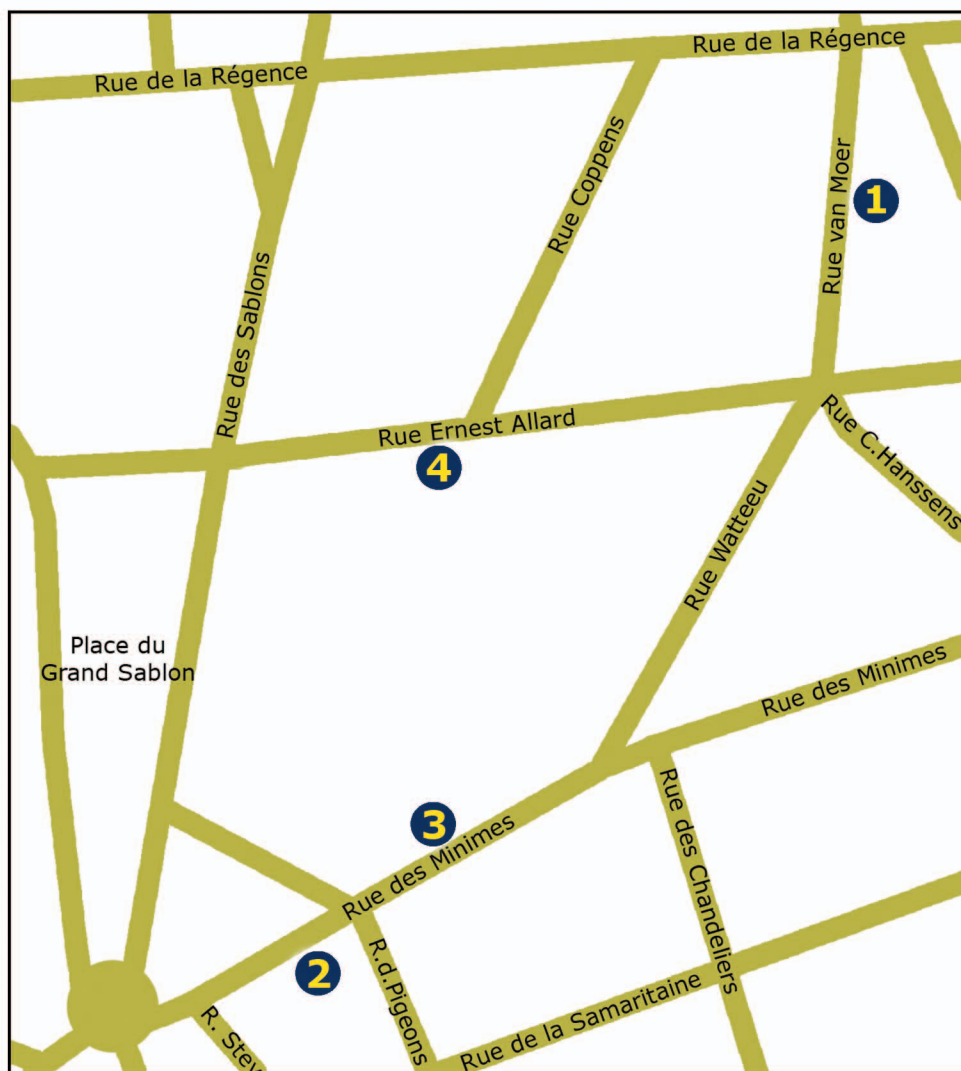 Rue de la Régence
Rue de la Régence
Rue Coppens
Rue van Moer
1
Rue des Sablons
Rue Ernest Allard
4
Rue C.Hanssens
Rue Watteeu
Place du
Grand Sablon
Rue des Minimes
3
Rue des Minimes
Rue des Chandeliers
2
R.d.Pigeons
R. Stev
Rue de la Samaritaine